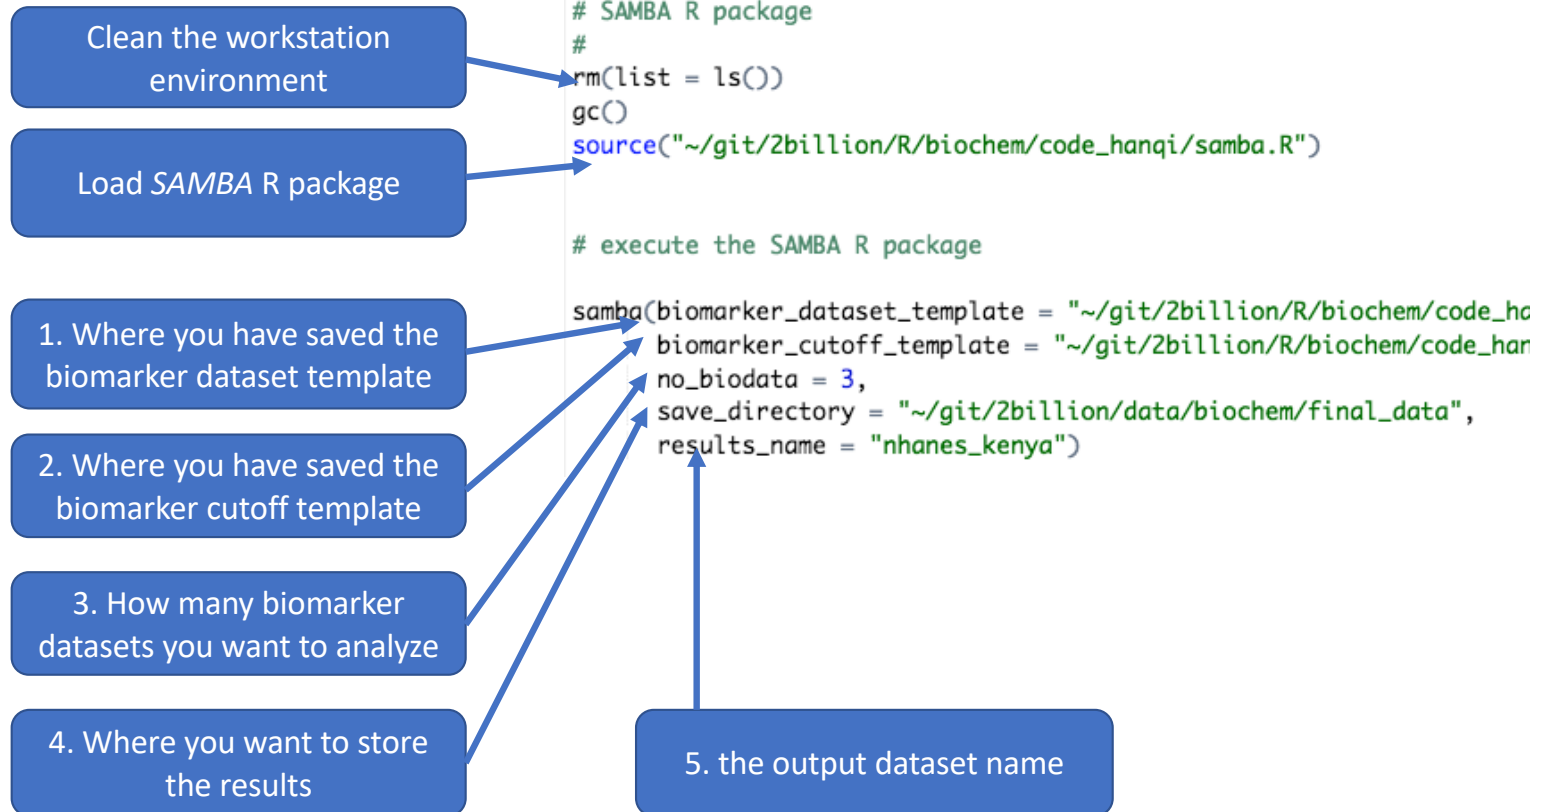 Clean the workstation
environment
Load SAMBA R package
1. Where you have saved the
biomarker dataset template
2. Where you have saved the
biomarker cutoff template
3. How many biomarker
datasets you want to analyze
4. Where you want to store
the results
5. the output dataset name
# SAMBA R package
#
rm(list = ls())
gc()
source("~/git/2billion/R/biochem/code_hanqi/samba.R")
# execute the SAMBA R package
samba(biomarker_dataset_template = "~/git/2billion/R/biochem/code_ha
biomarker_cutoff_template = "~/git/2billion/R/biochem/code_han
no_biodata = 3,
save_directory = "~/git/2billion/data/biochem/final_data",
results_name = "nhanes_kenya")